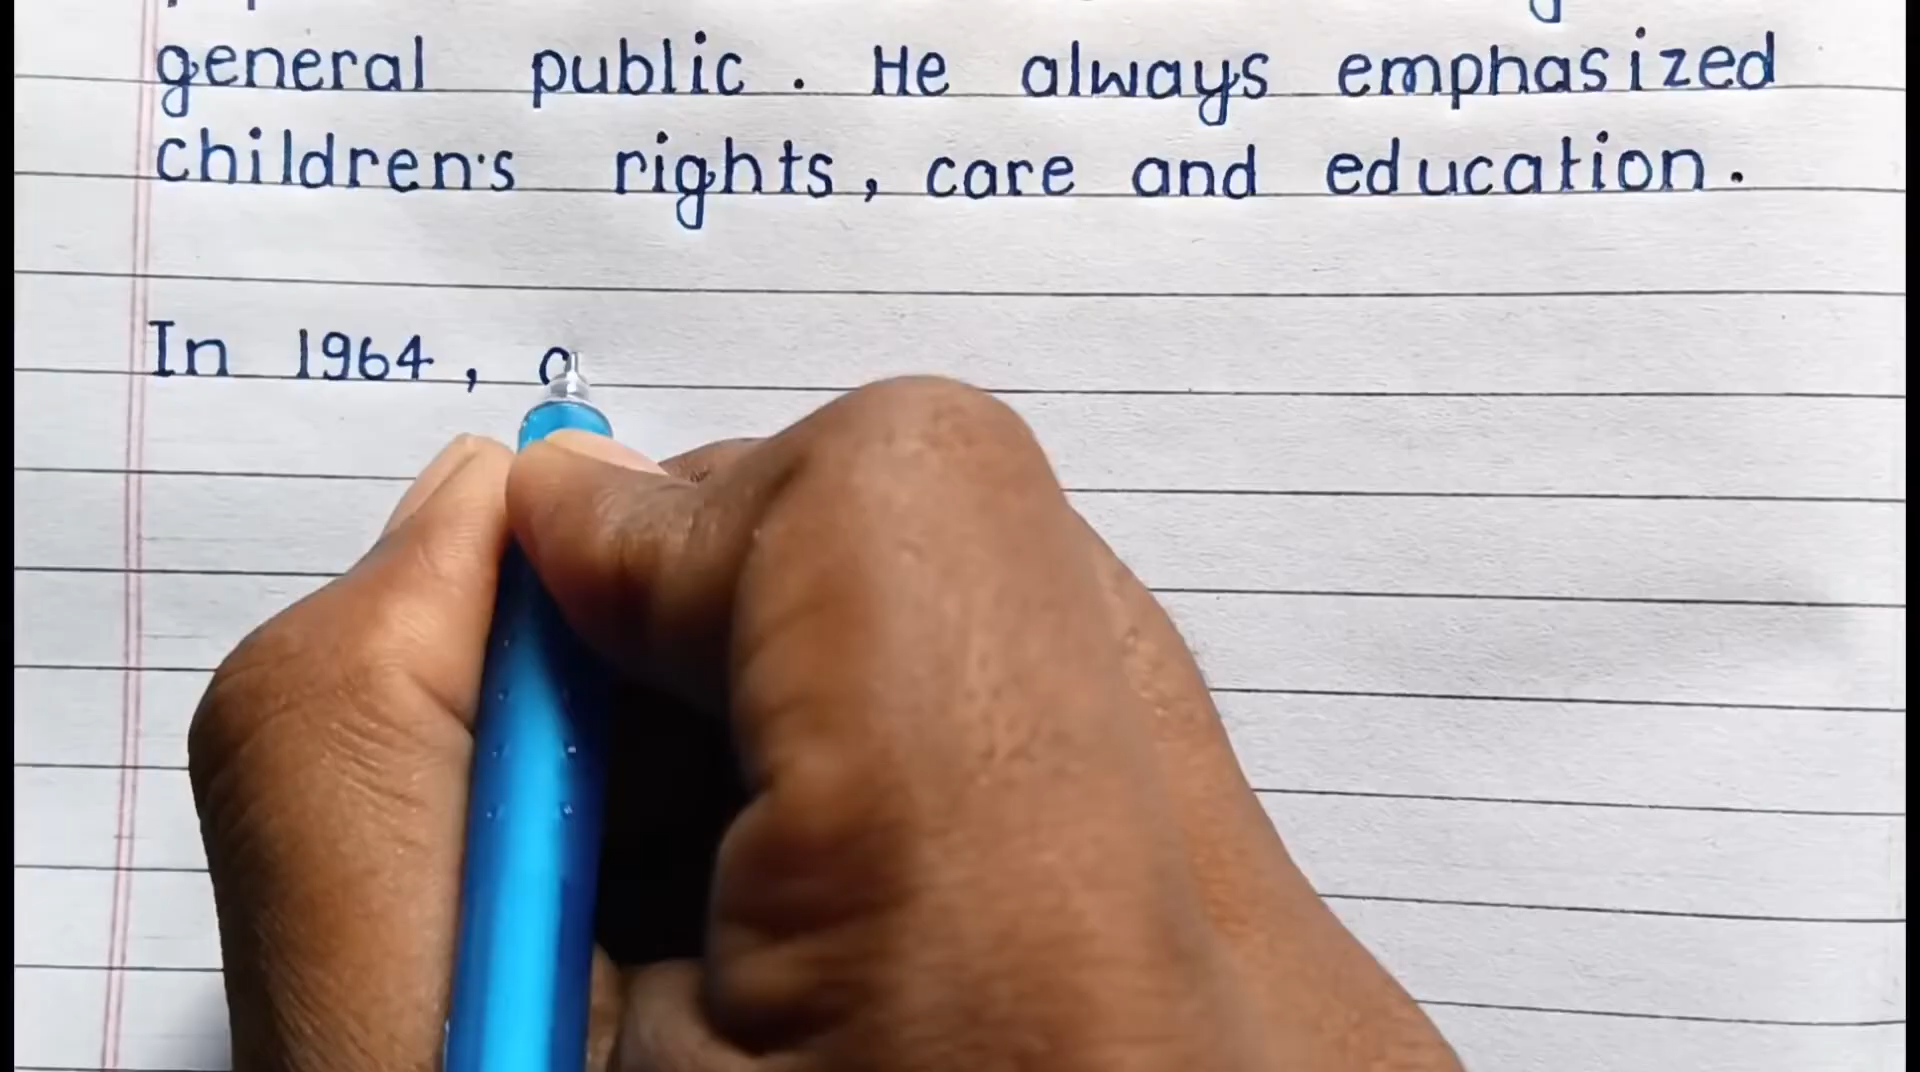 general public. He always emphasized
children's rights, care and education.
In 1964, a